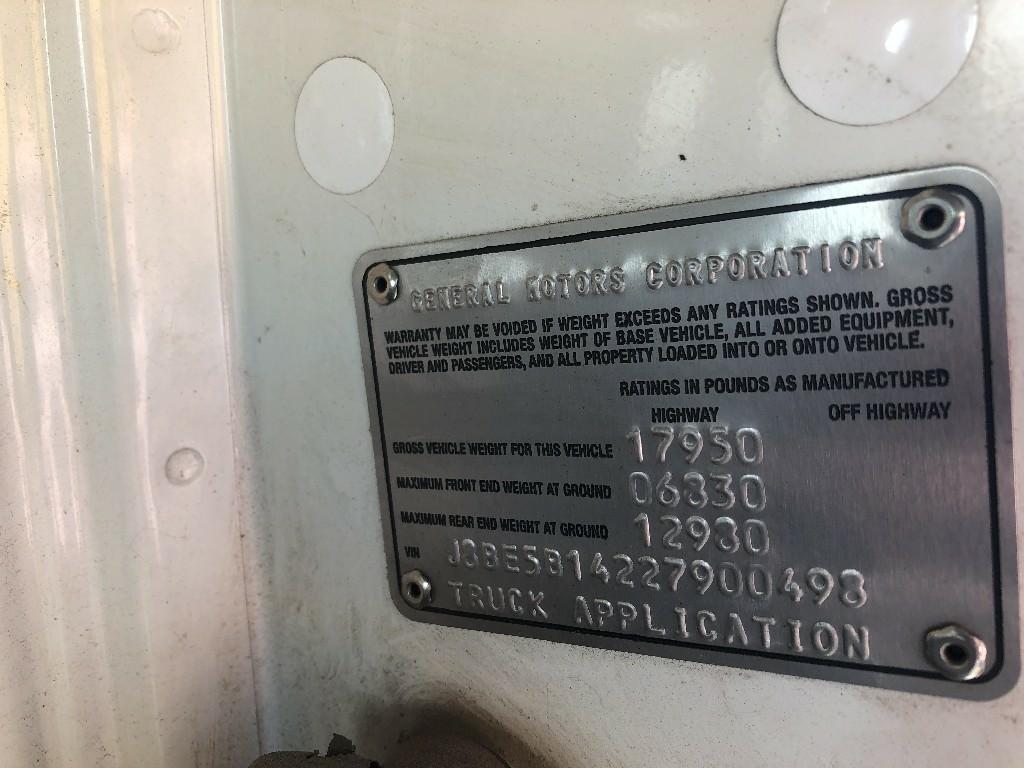 GENERAL MOTORS CORPORATION
WARRANTY MAY BE VOIDED IF WEIGHT EXCEEDS ANY RATINGS SHOWN. GROSS
VEHICLE WEIGHT INCLUDES WEIGHT OF BASE VEHICLE, ALL ADDED EQUIPMENT,
DRIVER AND PASSENGERS, AND ALL PROPERTY LOADED INTO OR ONTO VEHICLE.
RATINGS IN POUNDS AS MANUFACTURED
HIGHWAY OFF HIGHWAY
GROSS VEHICLE WEIGHT FOR THIS VEHICLE 17950
MAXIMUM FRONT END WEIGHT AT GROUND 06830
MAXIMUM REAR END WEIGHT AT GROUND 12980
VIN J8BE5B14227900498
TRUCK APPLICATION